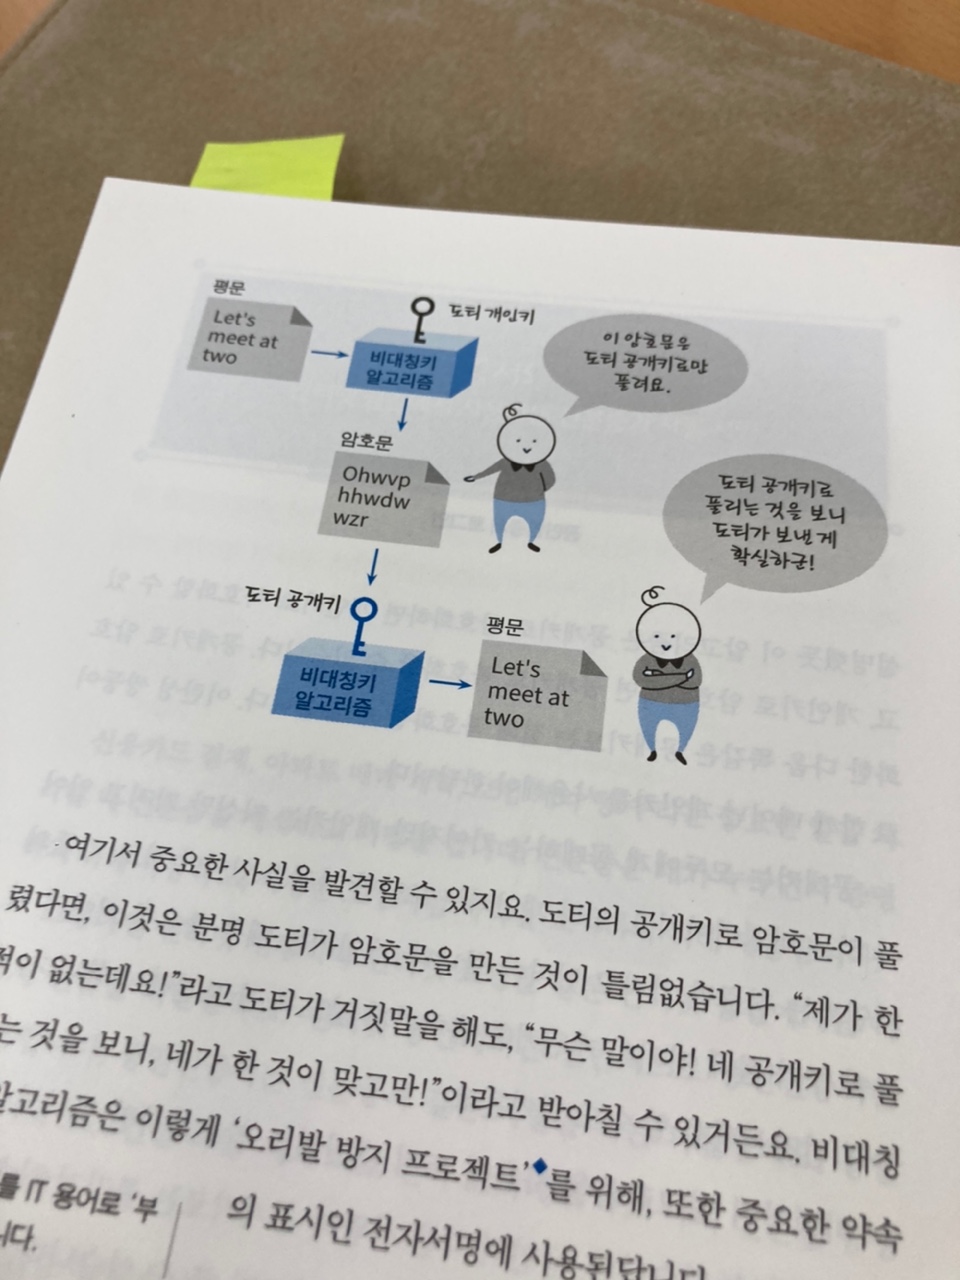 평문
Let's
meet at
two
도티 개인키
비대칭키
알고리즘
이 암호문은
도티 공개키로만
풀려요.
암호문
Ohwvp
hhwdw
wzr
도티 공개키로
풀리는 것을 보니
도티가 보낸 게
확실하군!
도티 공개키
비대칭키
알고리즘
평문
Let's
meet at
two
여기서 중요한 사실을 발견할 수 있지요. 도티의 공개키로 암호문이 풀
렸다면, 이것은 분명 도티가 암호문을 만든 것이 틀림없습니다. “제가 한
적이 없는데요!”라고 도티가 거짓말을 해도, “무슨 말이야! 네 공개키로 풀
는 것을 보니, 네가 한 것이 맞고만!”이라고 받아칠 수 있거든요. 비대칭
알고리즘은 이렇게 ‘오리발 방지 프로젝트’◆를 위해, 또한 중요한 약속
의 표시인 전자서명에 사용된답니다
를 IT 용어로 ‘부
니다.